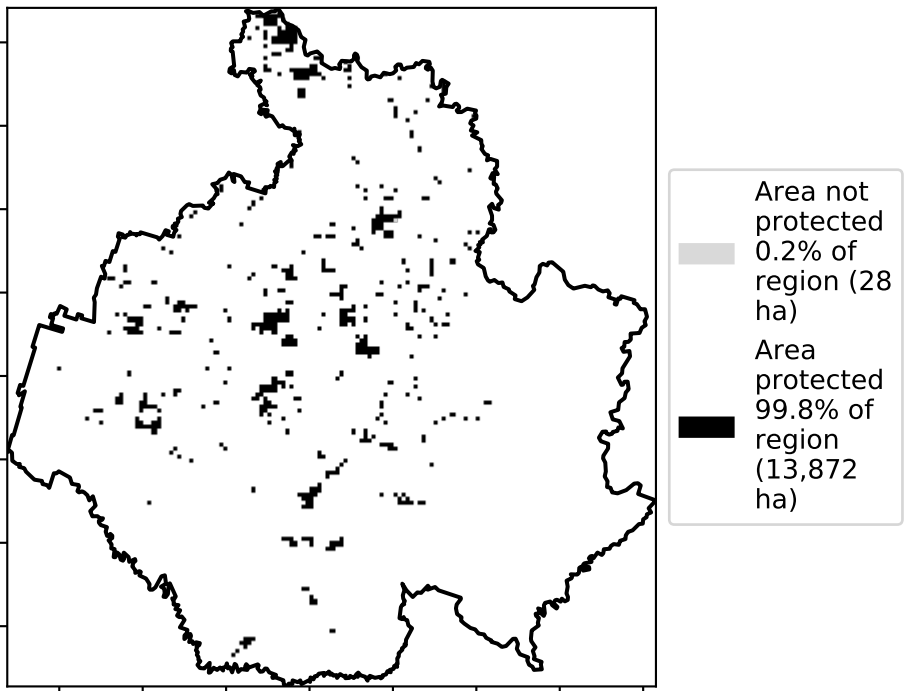 Area not
protected
0.2% of
region (28
ha)
Area
protected
99.8% of
region
(13,872
ha)